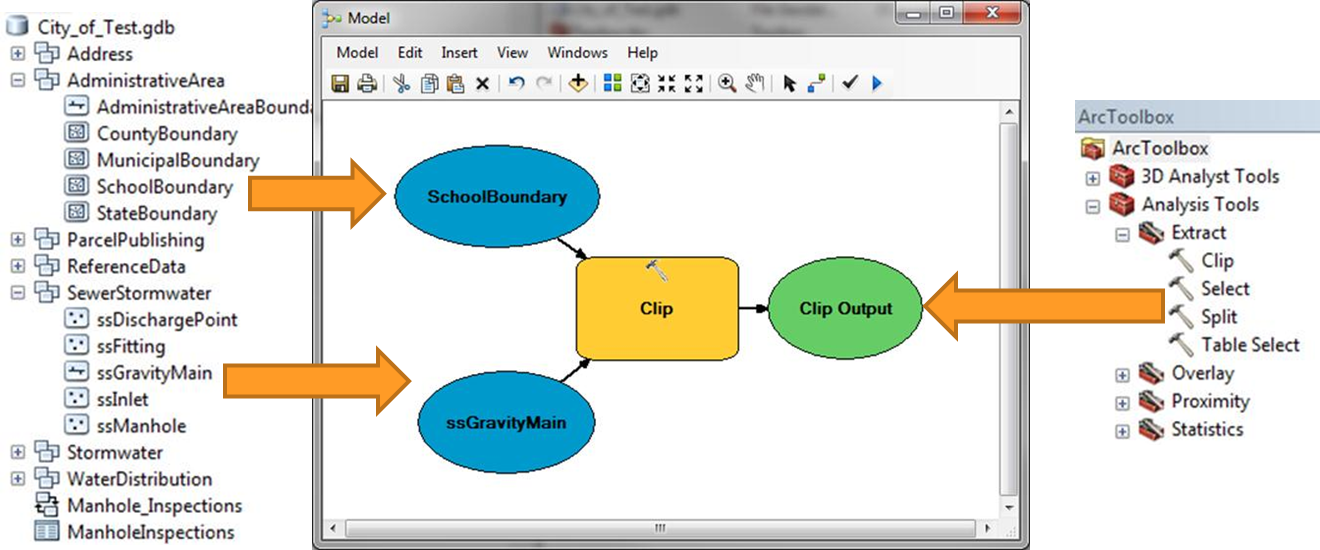 City_of_Test.gdb
Address
AdministrativeArea
AdministrativeAreaBounda
CountyBoundary
MunicipalBoundary
SchoolBoundary
StateBoundary
ParcelPublishing
ReferenceData
SewerStormwater
ssDischargePoint
ssFitting
ssGravityMain
ssInlet
ssManhole
Stormwater
WaterDistribution
Manhole_Inspections
ManholeInspections
Model
Model Edit Insert View Windows Help
SchoolBoundary
Clip
Clip Output
ssGravityMain
ArcToolbox
ArcToolbox
3D Analyst Tools
Analysis Tools
Extract
Clip
Select
Split
Table Select
Overlay
Proximity
Statistics